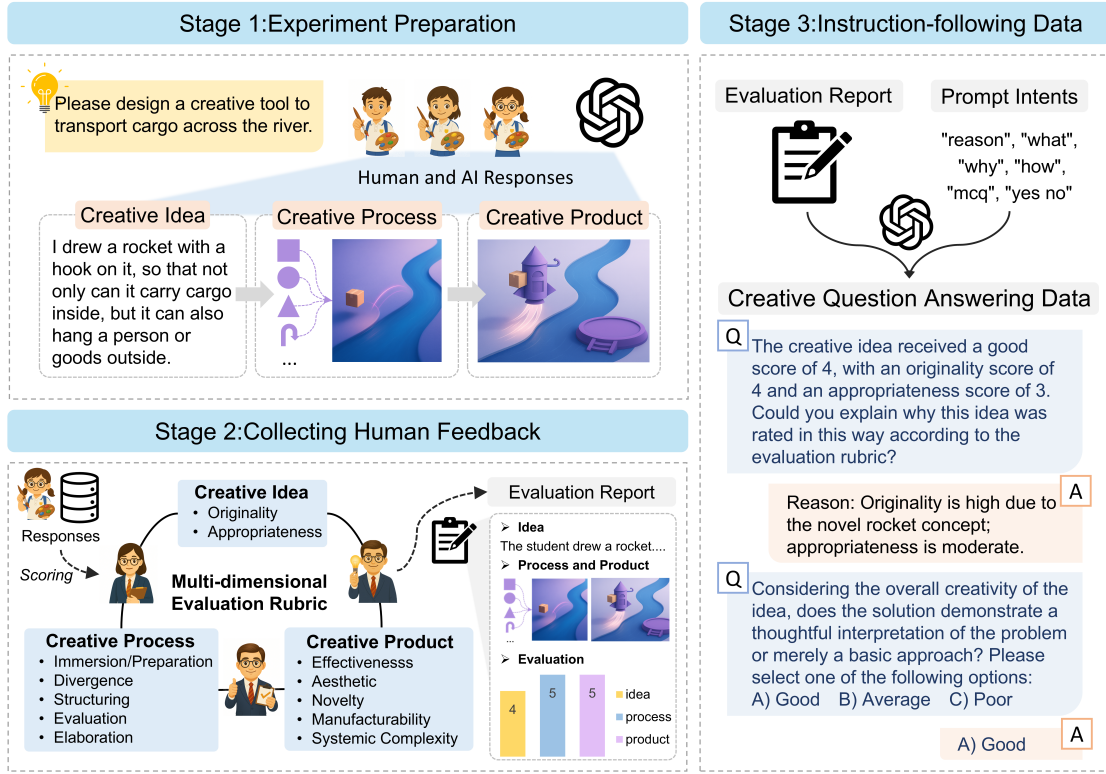 Stage 1:Experiment Preparation
Please design a creative tool to
transport cargo across the river.
Human and AI Responses
Creative Idea
I drew a rocket with a
hook on it, so that not
only can it carry cargo
inside, but it can also
hang a person or
goods outside.
Creative Process
...
Creative Product
Stage 2:Collecting Human Feedback
Responses
Scoring
Creative Idea
• Originality
• Appropriateness
Multi-dimensional
Evaluation Rubric
Creative Process
• Immersion/Preparation
• Divergence
• Structuring
• Evaluation
• Elaboration
Creative Product
• Effectivenesss
• Aesthetic
• Novelty
• Manufacturability
• Systemic Complexity
Evaluation Report
➢ Idea
The student drew a rocket....
➢ Process and Product
...
➢ Evaluation
4
5
5
idea
process
product
Stage 3:Instruction-following Data
Evaluation Report
Prompt Intents
"reason", "what",
"why", "how",
"mcq", "yes no"
Creative Question Answering Data
Q
The creative idea received a good
score of 4, with an originality score of
4 and an appropriateness score of 3.
Could you explain why this idea was
rated in this way according to the
evaluation rubric?
A
Reason: Originality is high due to
the novel rocket concept;
appropriateness is moderate.
Q
Considering the overall creativity of the
idea, does the solution demonstrate a
thoughtful interpretation of the problem
or merely a basic approach? Please
select one of the following options:
A) Good B) Average C) Poor
A
A) Good